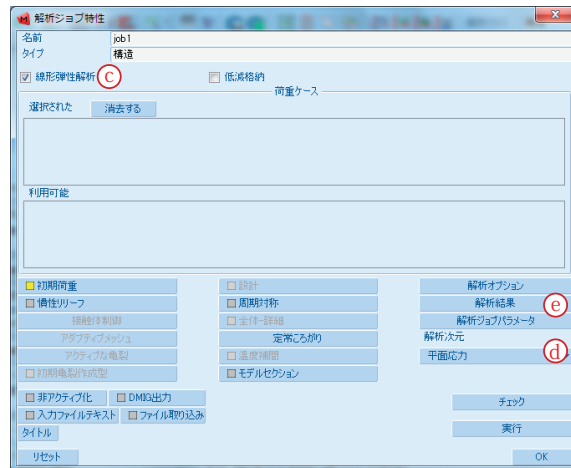 解析ジョブ特性
名前 job1
タイプ 構造
線形弾性解析 c 低減格納
荷重ケース
選択された 消去する
利用可能
初期荷重 設計 解析オプション
慣性リリーフ 周期対称 解析結果 e
接触体制御 全体-詳細 解析ジョブパラメータ
アダプティブメッシュ 定常ころがり 解析次元
アクティブな亀裂 温度補間 平面応力 d
初期亀裂作成型 モデルセクション
非アクティブ化 DMIG出力 チェック
入力ファイルテキスト ファイル取り込み
タイトル 実行
リセット OK